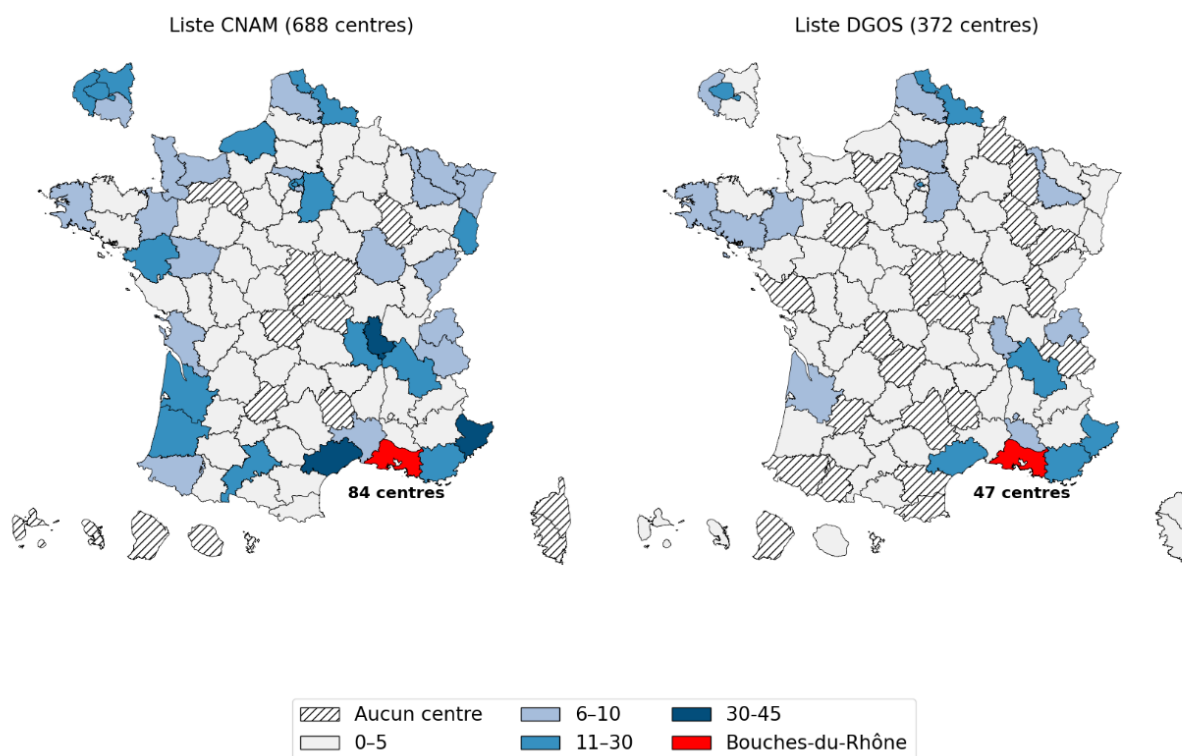 Liste CNAM (688 centres)
Liste DGOS (372 centres)
84 centres
47 centres
Aucun centre
6–10
30-45
0–5
11–30
Bouches-du-Rhône